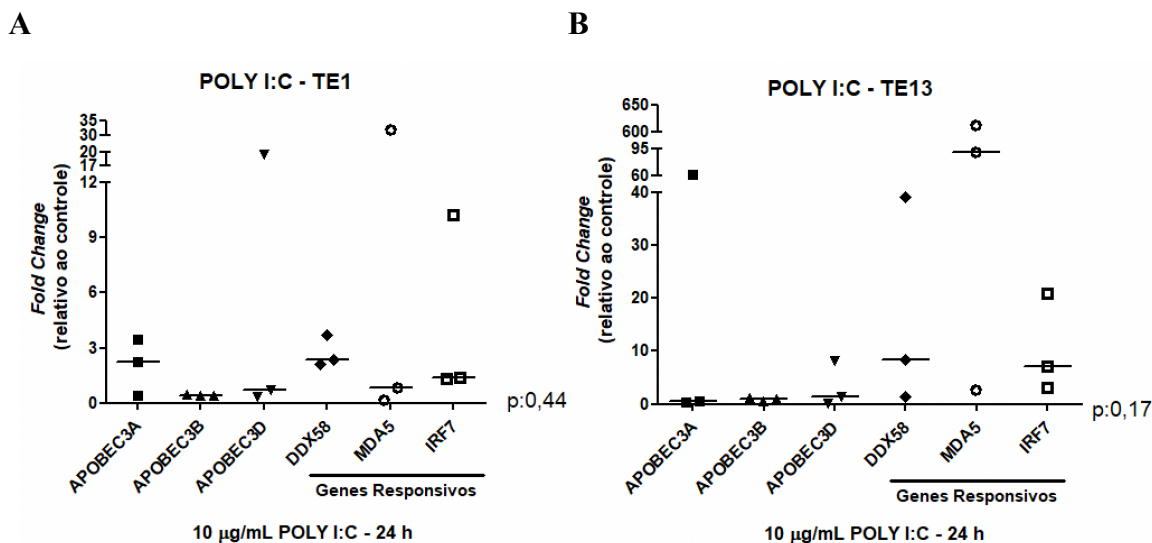 A
POLY I:C - TE1
Fold Change
(relativo ao controle)
35
30
20
17
12
9
6
3
0
APOBEC3A
APOBEC3B
APOBEC3D
DDX58
MDA5
IRF7
p:0,44
Genes Responsivos
10 µg/mL POLY I:C - 24 h
B
POLY I:C - TE13
Fold Change
(relativo ao controle)
650
600
95
60
40
30
20
10
0
APOBEC3A
APOBEC3B
APOBEC3D
DDX58
MDA5
IRF7
p:0,17
Genes Responsivos
10 µg/mL POLY I:C - 24 h